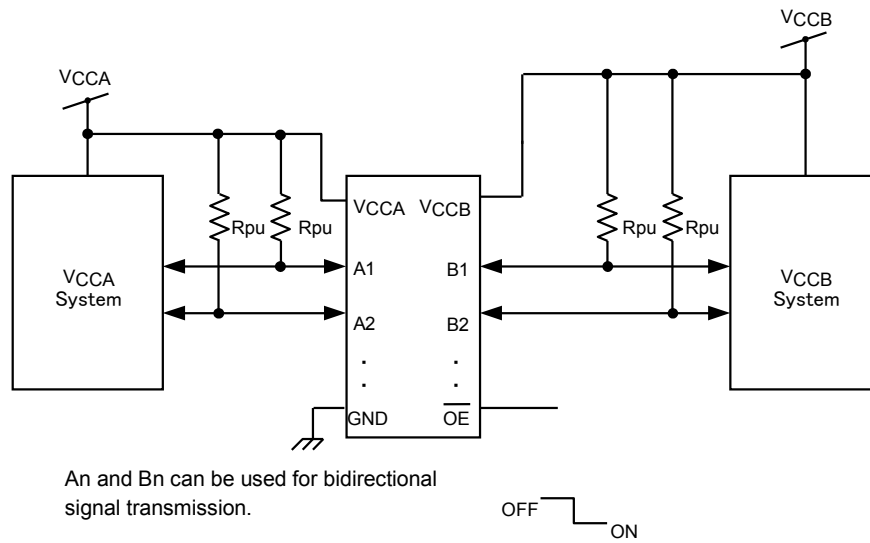 VCCB
VCCA
VCCA VCCB
Rpu Rpu Rpu Rpu
VCCA
System
A1 B1
VCCB
System
A2 B2
. .
. .
GND OE
An and Bn can be used for bidirectional
signal transmission.
OFF
ON